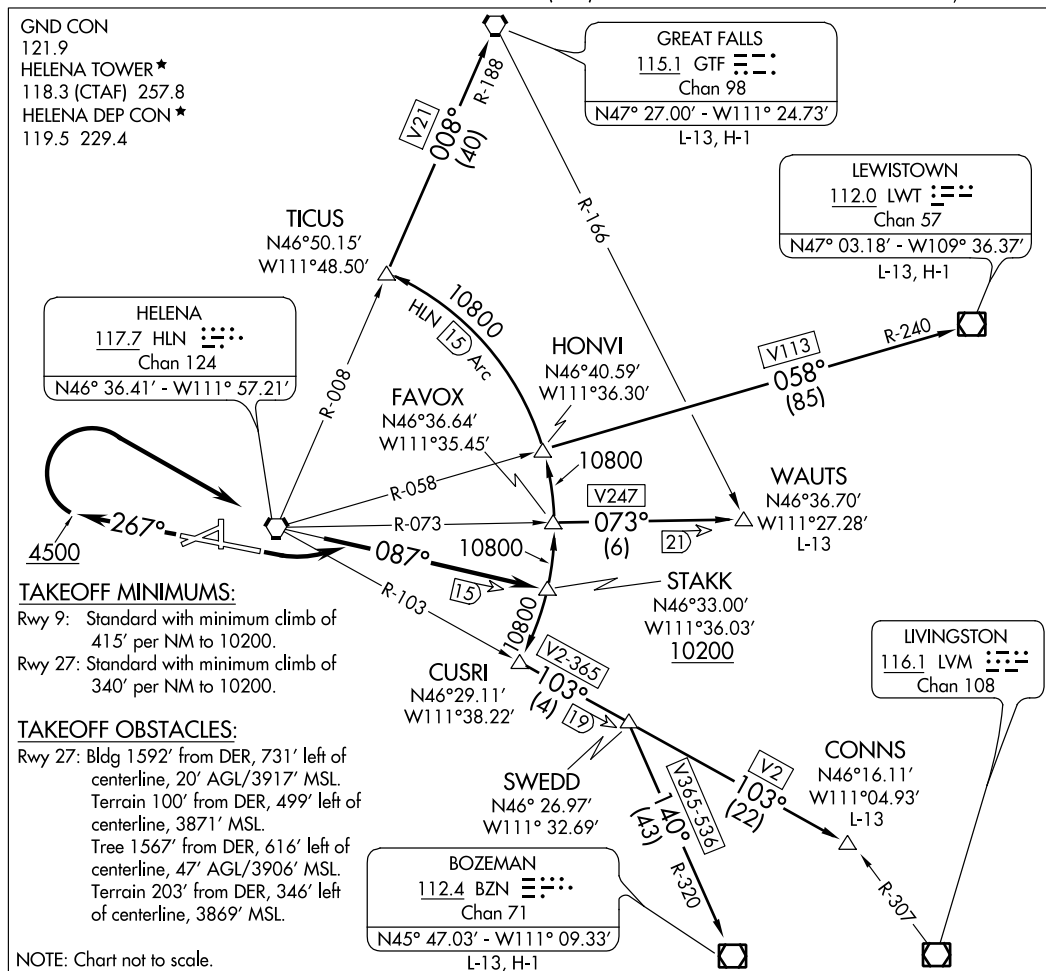 GND CON
121.9
HELENA TOWER★
118.3 (CTAF) 257.8
HELENA DEP CON★
119.5 229.4
GREAT FALLS
115.1 GTF
Chan 98
N47° 27.00' - W111° 24.73'
L-13, H-1
R-188
V21
008°
(40)
LEWISTOWN
112.0 LWT
Chan 57
N47° 03.18' - W109° 36.37'
L-13, H-1
R-166
TICUS
N46°50.15'
W111°48.50'
10800
HLN 15 Arc
HELENA
117.7 HLN
Chan 124
N46° 36.41' - W111° 57.21'
R-008
HONVI
N46°40.59'
W111°36.30'
R-240
V113
058°
(85)
FAVOX
N46°36.64'
W111°35.45'
R-058
10800
WAUTS
N46°36.70'
W111°27.28'
L-13
V247
073°
(6)
21
R-073
267°
4500
087°
15
10800
STAKK
N46°33.00'
W111°36.03'
10200
R-103
10800
TAKEOFF MINIMUMS:
Rwy 9: Standard with minimum climb of
415' per NM to 10200.
Rwy 27: Standard with minimum climb of
340' per NM to 10200.
CUSRI
N46°29.11'
W111°38.22'
V2-365
103°
(4)
19
LIVINGSTON
116.1 LVM
Chan 108
TAKEOFF OBSTACLES:
Rwy 27: Bldg 1592' from DER, 731' left of
centerline, 20' AGL/3917' MSL.
Terrain 100' from DER, 499' left of
centerline, 3871' MSL.
Tree 1567' from DER, 616' left of
centerline, 47' AGL/3906' MSL.
Terrain 203' from DER, 346' left
of centerline, 3869' MSL.
SWEDD
N46° 26.97'
W111° 32.69'
V365-536
140°
(43)
R-320
V2
103°
(22)
CONNS
N46°16.11'
W111°04.93'
L-13
R-307
BOZEMAN
112.4 BZN
Chan 71
N45° 47.03' - W111° 09.33'
L-13, H-1
NOTE: Chart not to scale.